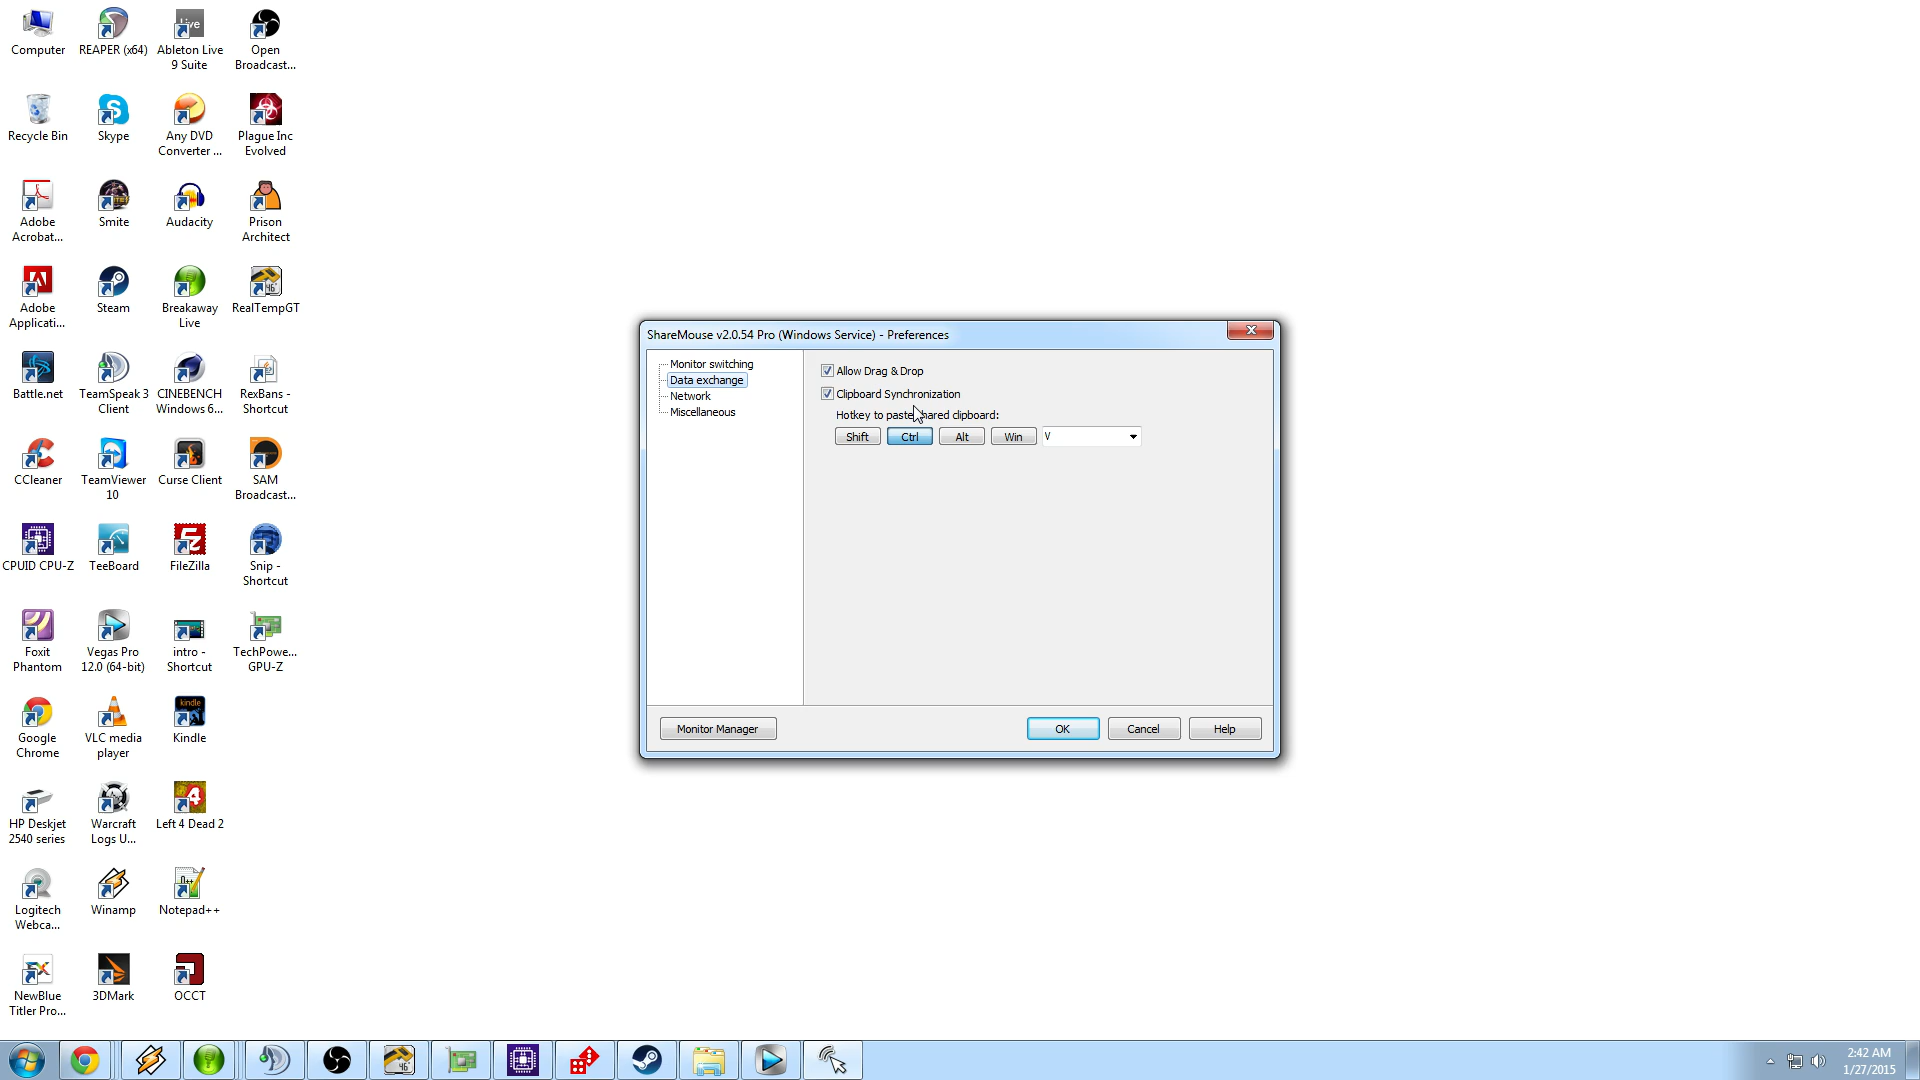 Computer
REAPER (x64)
Ableton Live
9 Suite
Open
Broadcast...
Recycle Bin
Skype
Any DVD
Converter ...
Plague Inc
Evolved
Adobe
Acrobat...
Smite
Audacity
Prison
Architect
Adobe
Applicati...
Steam
Breakaway
Live
RealTempGT
Battle.net
TeamSpeak 3
Client
CINEBENCH
Windows 6...
RexBans -
Shortcut
CCleaner
TeamViewer
10
Curse Client
SAM
Broadcast...
CPUID CPU-Z
TeeBoard
FileZilla
Snip -
Shortcut
Foxit
Phantom
Vegas Pro
12.0 (64-bit)
intro -
Shortcut
TechPowe...
GPU-Z
Google
Chrome
VLC media
player
Kindle
HP Deskjet
2540 series
Warcraft
Logs U...
Left 4 Dead 2
Logitech
Webca...
Winamp
Notepad++
NewBlue
Titler Pro...
3DMark
OCCT
ShareMouse v2.0.54 Pro (Windows Service) - Preferences
Monitor switching
Data exchange
Network
Miscellaneous
Allow Drag & Drop
Clipboard Synchronization
Hotkey to paste shared clipboard:
Shift
Ctrl
Alt
Win
V
Monitor Manager
OK
Cancel
Help
2:42 AM
1/27/2015